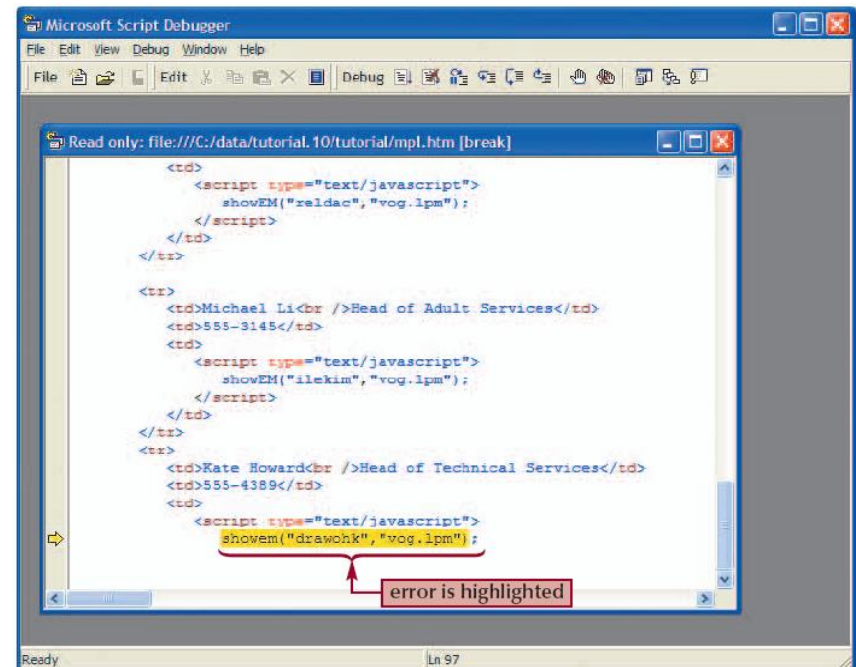 Microsoft Script Debugger
File Edit View Debug Window Help
File Edit Debug
Read only: file:///C:/data/tutorial.10/tutorial/mpl.htm [break]
<td>
<script type="text/javascript">
showEM("reldac","vog.lpm");
</script>
</td>
</tr>
<tr>
<td>Michael Li<br />Head of Adult Services</td>
<td>555-3145</td>
<td>
<script type="text/javascript">
showEM("ilekim","vog.lpm");
</script>
</td>
</tr>
<tr>
<td>Kate Howard<br />Head of Technical Services</td>
<td>555-4389</td>
<td>
<script type="text/javascript">
showem("drawohk","vog.lpm");
error is highlighted
Ready Ln 97